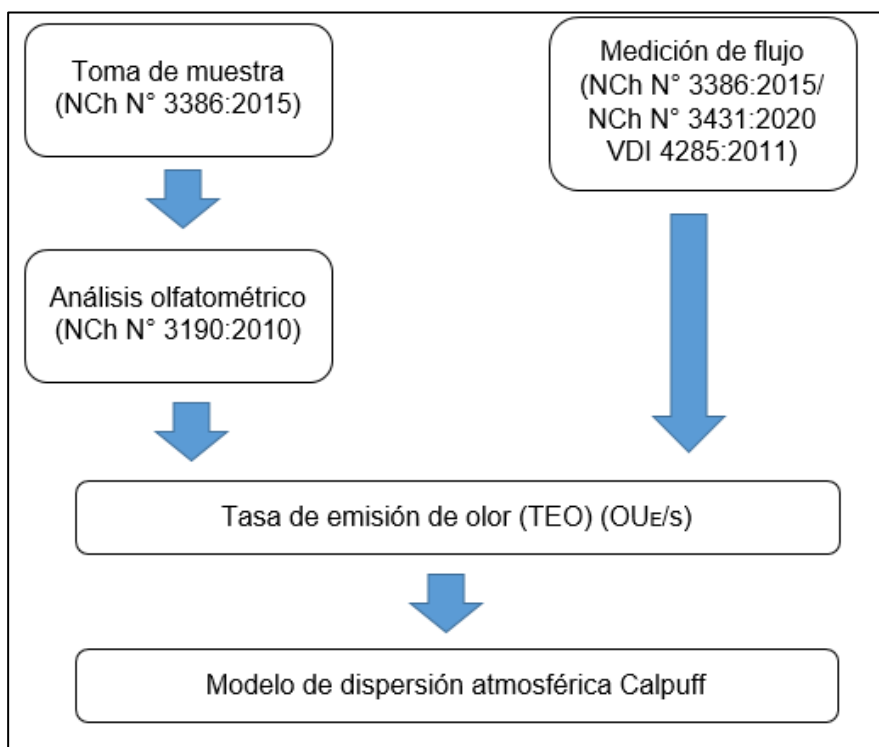 Toma de muestra
(NCh N° 3386:2015)
Medición de flujo
(NCh N° 3386:2015/
NCh N° 3431:2020
VDI 4285:2011)
Análisis olfatométrico
(NCh N° 3190:2010)
Tasa de emisión de olor (TEO) (OUE/s)
Modelo de dispersión atmosférica Calpuff